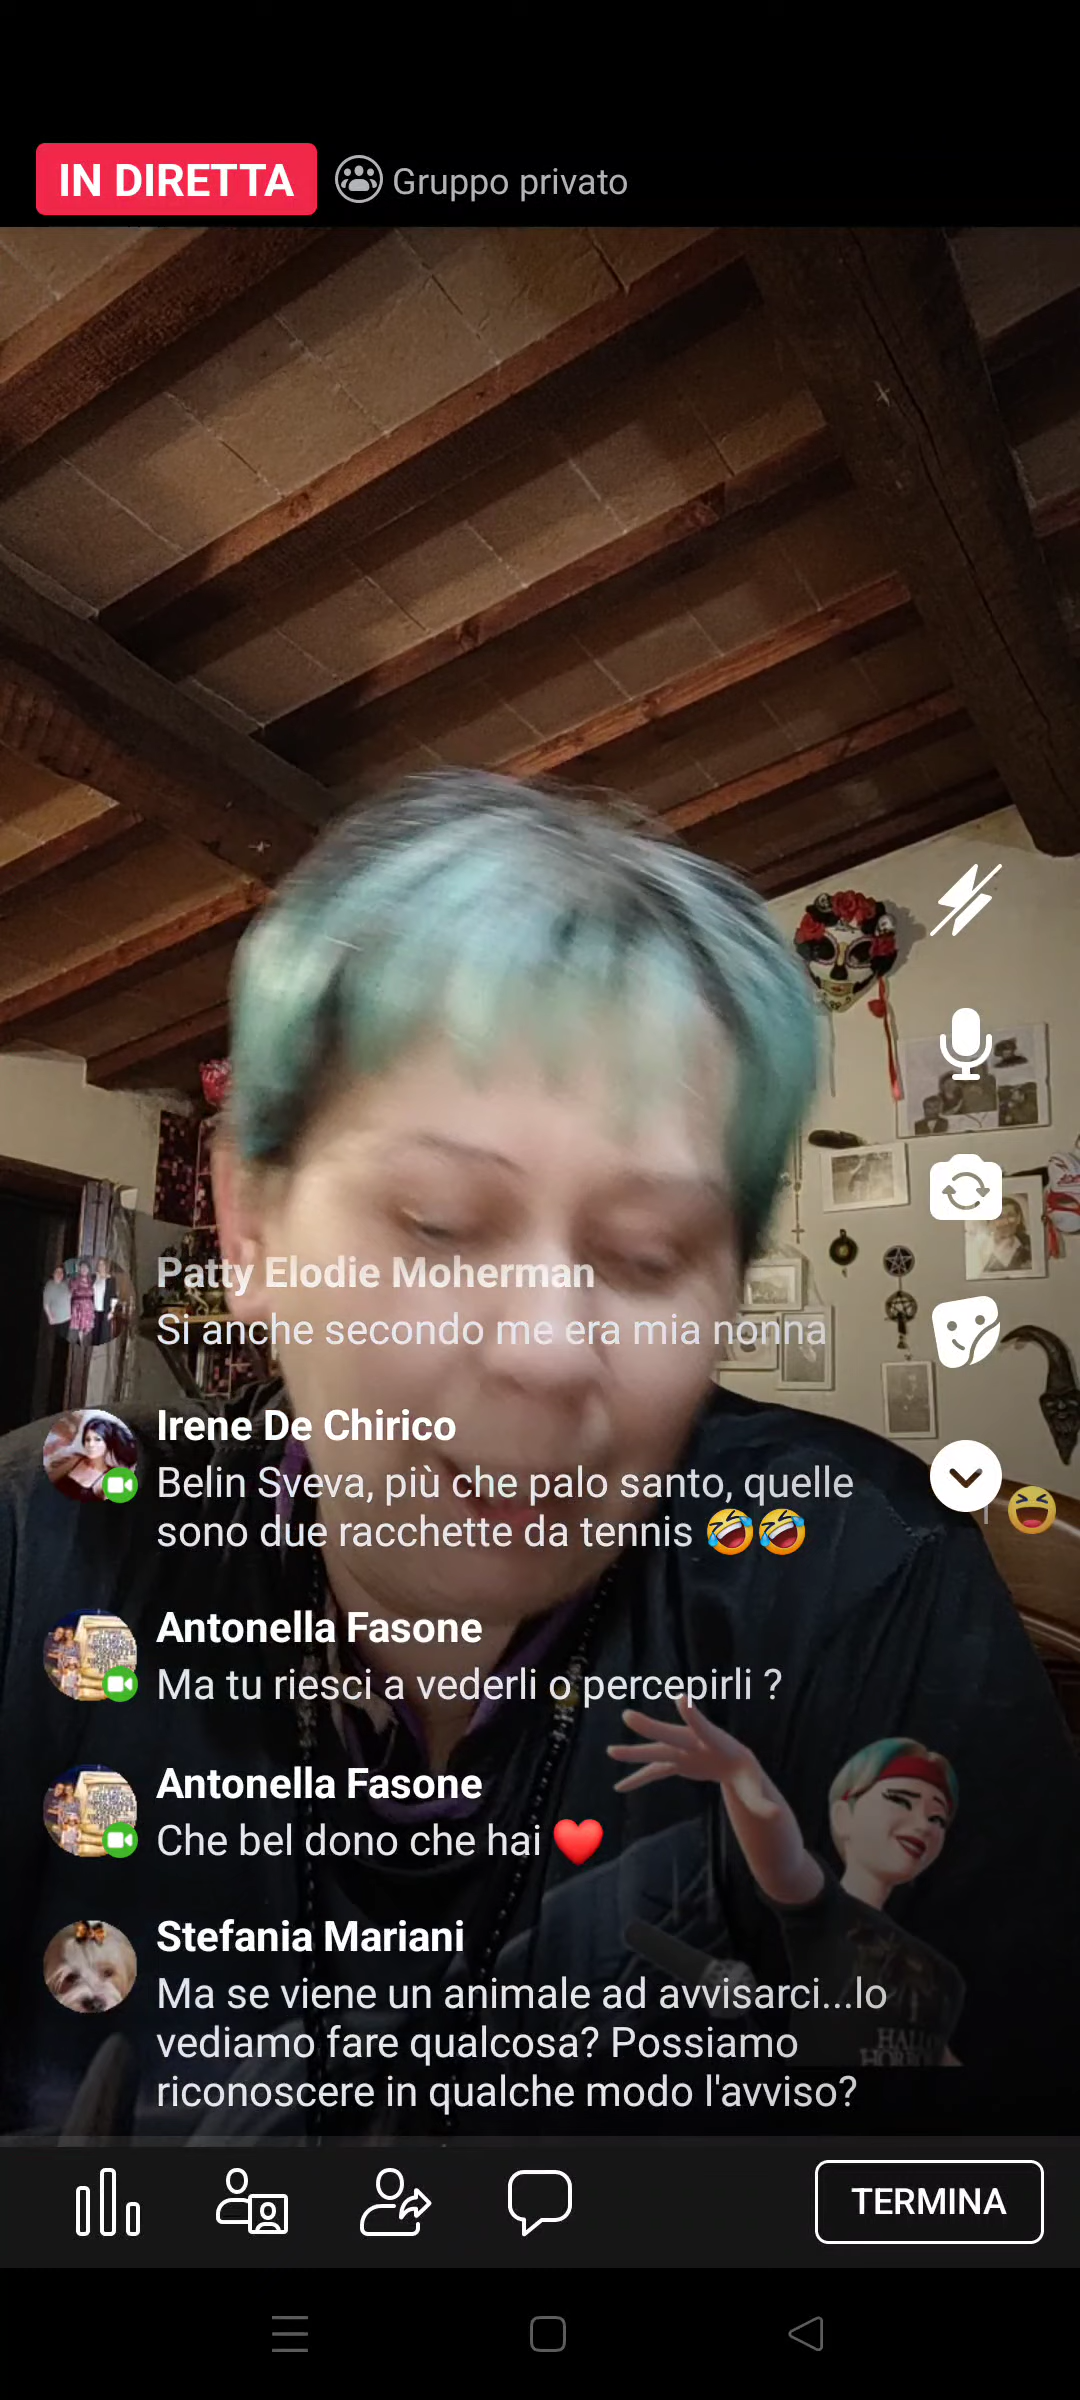 IN DIRETTA Gruppo privato
Patty Elodie Moherman
Si anche secondo me era mia nonna
Irene De Chirico
Belin Sveva, più che palo santo, quelle
sono due racchette da tennis 🤣🤣
Antonella Fasone
Ma tu riesci a vederli o percepirli ?
Antonella Fasone
Che bel dono che hai ❤️
Stefania Mariani
Ma se viene un animale ad avvisarci...lo
vediamo fare qualcosa? Possiamo
riconoscere in qualche modo l'avviso?
TERMINA